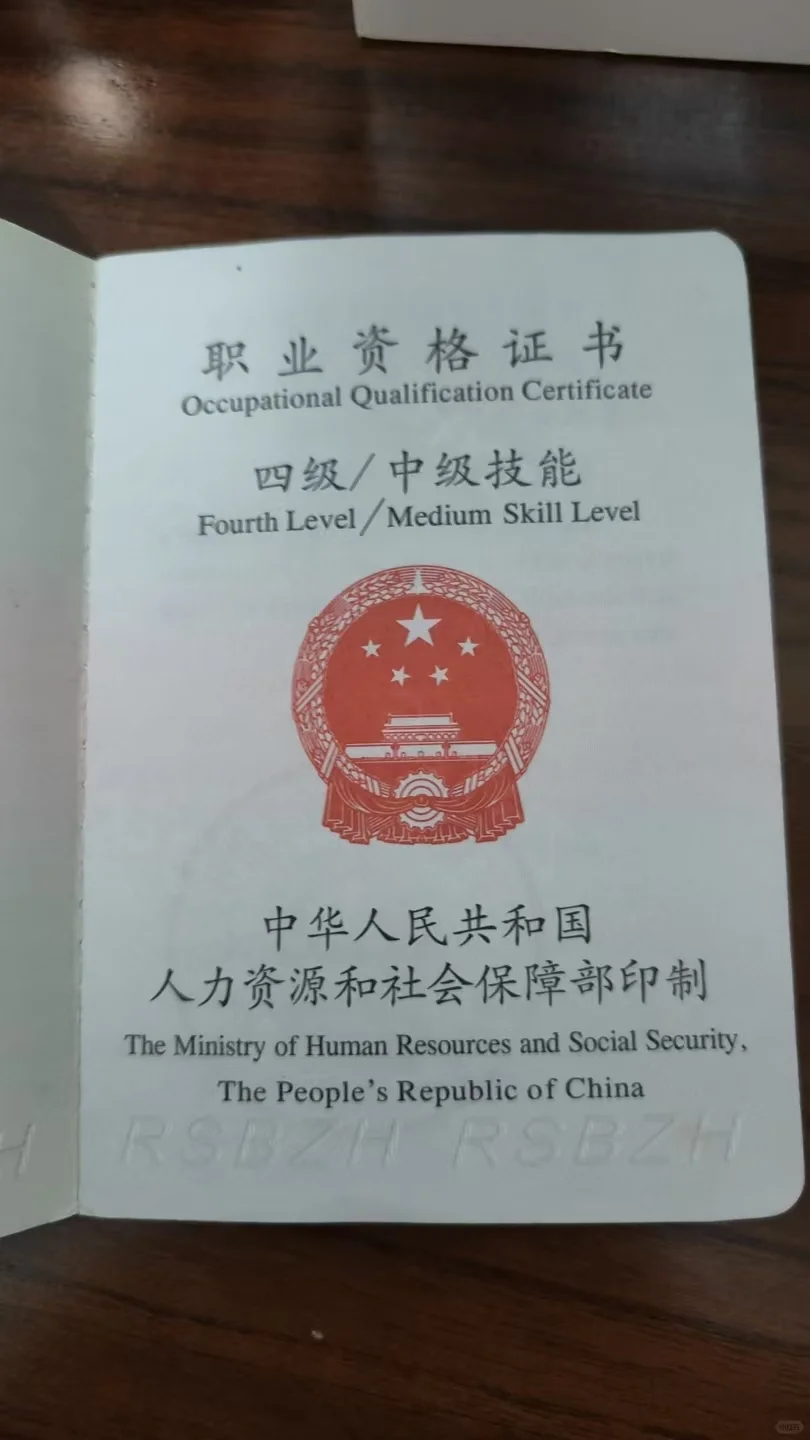 职业资格证书
Occupational Qualification Certificate
四级/中级技能
Fourth Level/Medium Skill Level
中华人民共和国
人力资源和社会保障部印制
The Ministry of Human Resources and Social Security,
The People's Republic of China
H RSBZH RSBZH